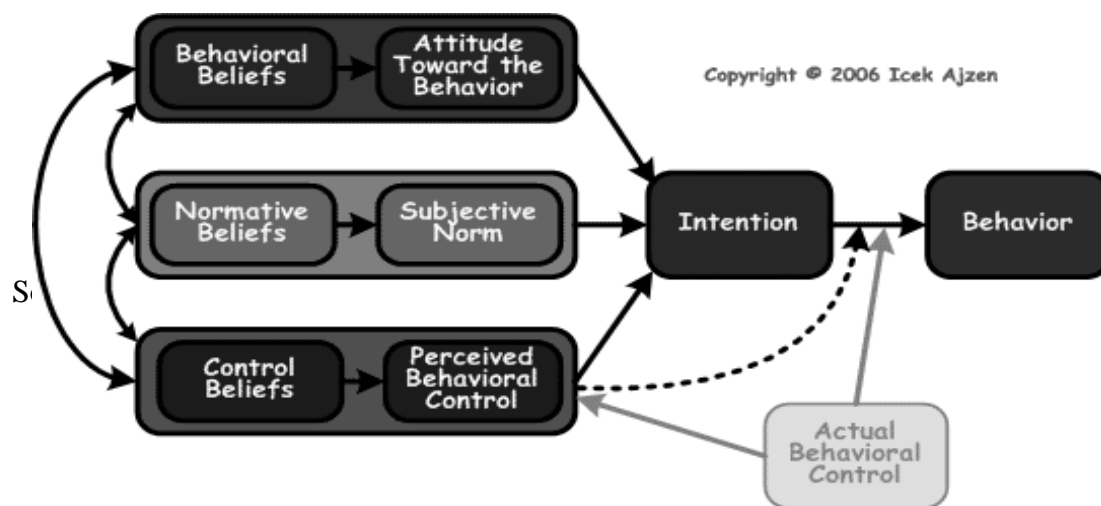 Behavioral
Beliefs
Attitude
Toward the
Behavior
Copyright © 2006 Icek Ajzen
Normative
Beliefs
Subjective
Norm
Intention
Behavior
Control
Beliefs
Perceived
Behavioral
Control
Actual
Behavioral
Control